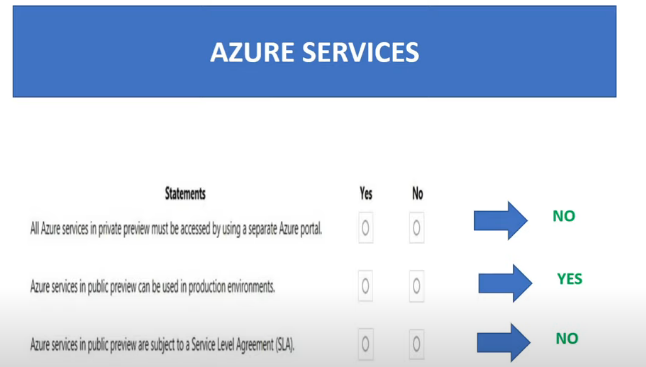 AZURE SERVICES
Statements Yes No
All Azure services in private preview must be accessed by using a separate Azure portal. NO
Azure services in public preview can be used in production environments. YES
Azure services in public preview are subject to a Service Level Agreement (SLA). NO